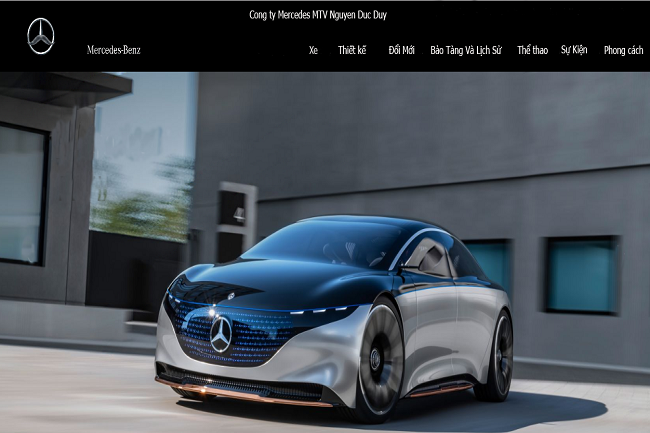 Cong ty Mercedes MTV Nguyen Duc Duy
Mercedes-Benz
Xe Thiết kế Đổi Mới Bảo Tàng Và Lịch Sử Thể thao Sự Kiện Phong cách